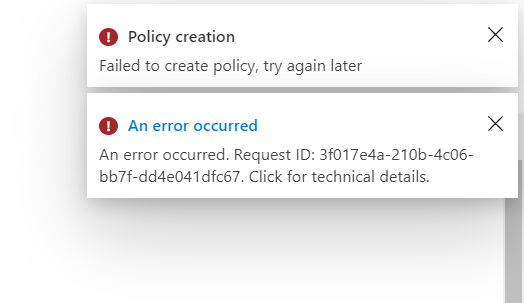 Policy creation
Failed to create policy, try again later
An error occurred
An error occurred. Request ID: 3f017e4a-210b-4c06-
bb7f-dd4e041dfc67. Click for technical details.